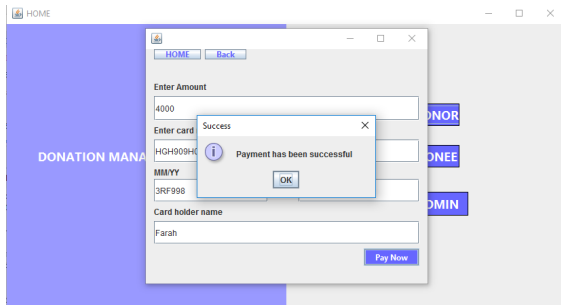 HOME
HOME Back
Enter Amount
4000
Enter card
Success
HGH909H
Payment has been successful
OK
DONATION MANA
MM/YY
3RF998
Card holder name
Farah
Pay Now
NOR
ONEE
MIN